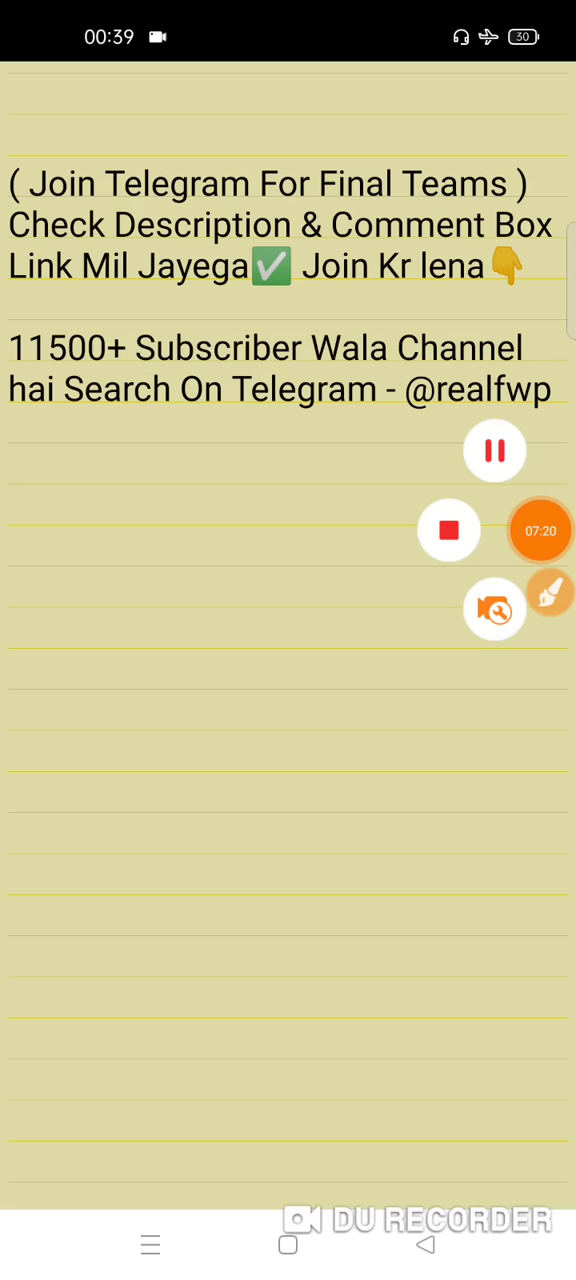 00:39
30
( Join Telegram For Final Teams )
Check Description & Comment Box
Link Mil Jayega✅ Join Kr lena👇
11500+ Subscriber Wala Channel
hai Search On Telegram - @realfwp
07:20
DU RECORDER